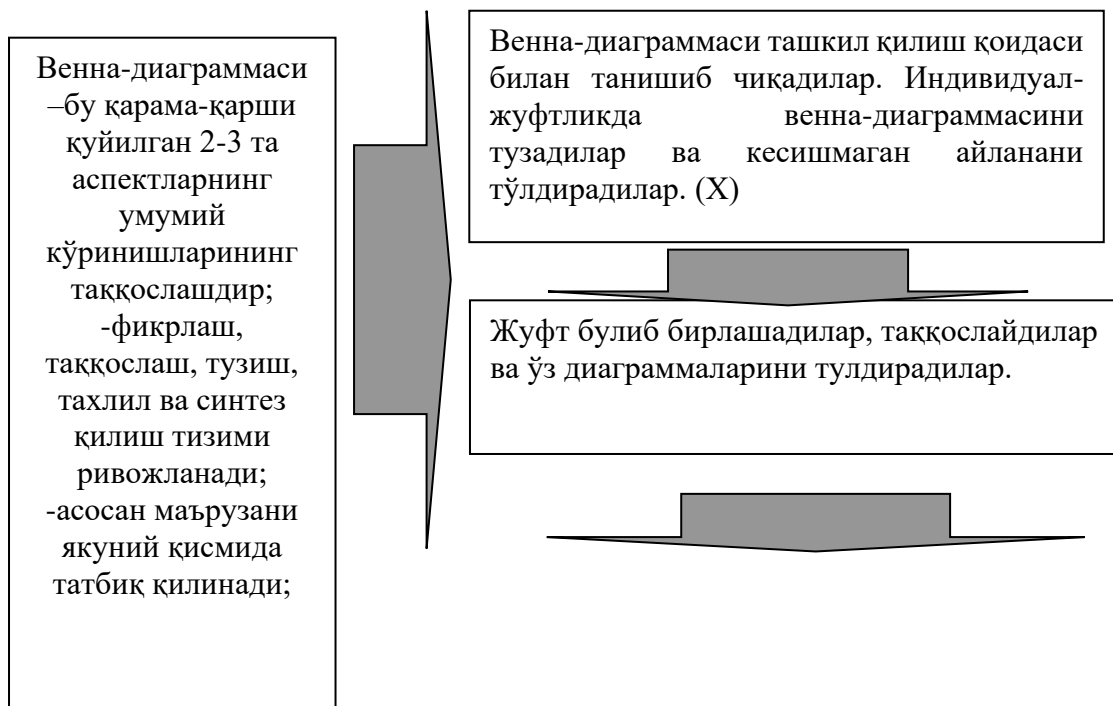 Венна-диаграммаси
–бу қарама-қарши
қуйилган 2-3 та
аспектларнинг
умумий
кўринишларининг
таққослашдир;
-фикрлаш,
таққослаш, тузиш,
тахлил ва синтез
қилиш тизими
ривожланади;
-асосан маърузани
якуний қисмида
татбиқ қилинади;
Венна-диаграммаси ташкил қилиш қоидаси
билан танишиб чиқадилар. Индивидуал-
жуфтликда венна-диаграммасини
тузадилар ва кесишмаган айланани
тўлдирадилар. (Х)
Жуфт булиб бирлашадилар, таққослайдилар
ва ўз диаграммаларини тулдирадилар.